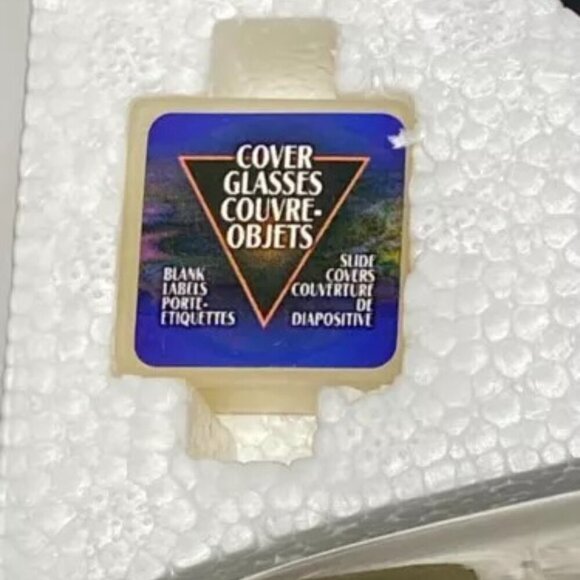 COVER
GLASSES
COUVRE-
OBJETS
BLANK
LABELS
PORTE-
ETIQUETTES
SLIDE
COVERS
COUVERTURE
DE
DIAPOSITIVE